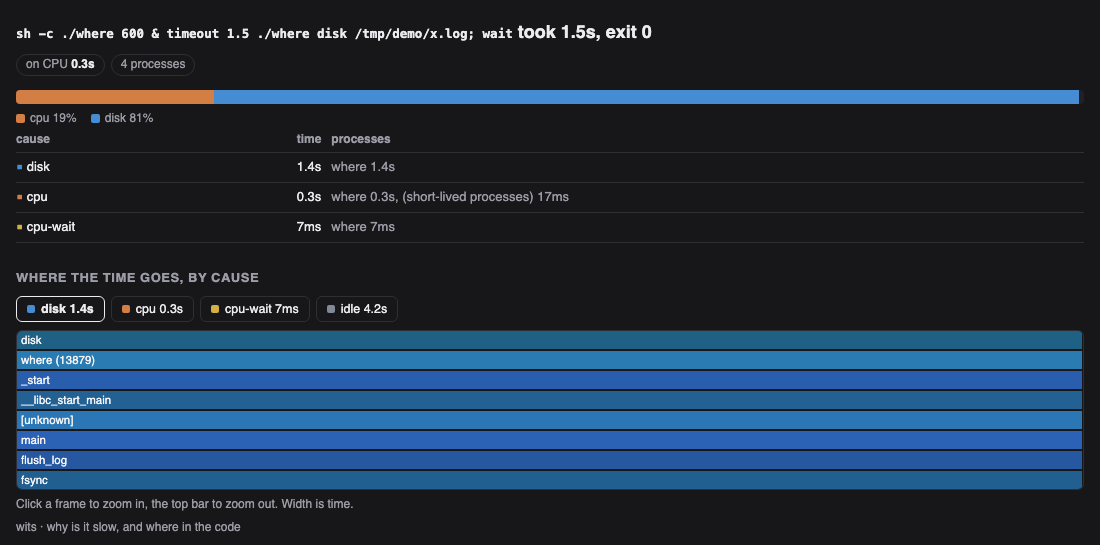 sh -c ./where 600 & timeout 1.5 ./where disk /tmp/demo/x.log; wait took 1.5s, exit 0
on CPU 0.3s 4 processes
cpu 19% disk 81%
cause time processes
disk 1.4s where 1.4s
cpu 0.3s where 0.3s, (short-lived processes) 17ms
cpu-wait 7ms where 7ms
WHERE THE TIME GOES, BY CAUSE
disk 1.4s cpu 0.3s cpu-wait 7ms idle 4.2s
disk
where (13879)
_start
__libc_start_main
[unknown]
main
flush_log
fsync
Click a frame to zoom in, the top bar to zoom out. Width is time.
wits · why is it slow, and where in the code